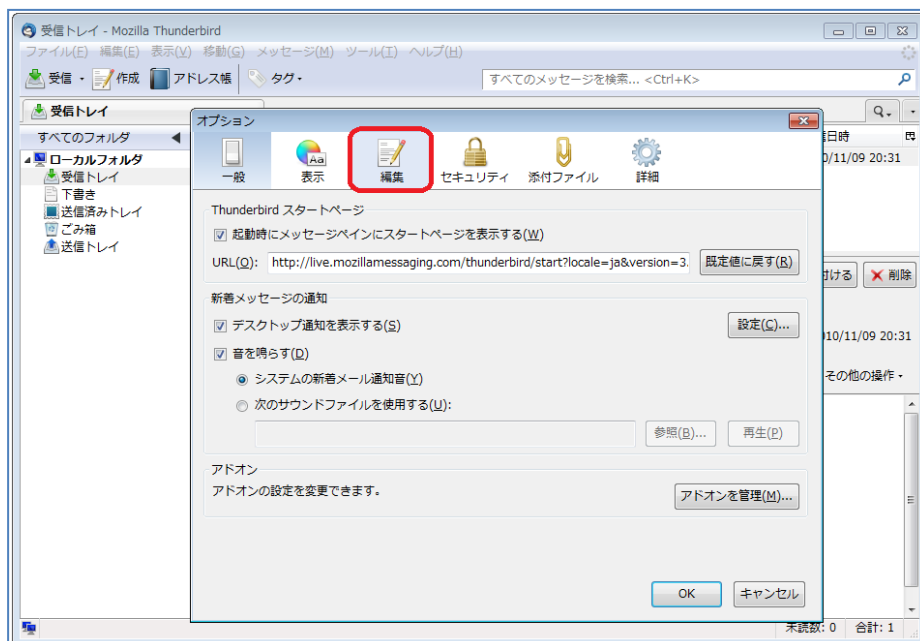 受信トレイ - Mozilla Thunderbird
ファイル(F) 編集(E) 表示(V) 移動(G) メッセージ(M) ツール(T) ヘルプ(H)
受信 作成 アドレス帳 タグ すべてのメッセージを検索... <Ctrl+K>
受信トレイ
すべてのフォルダ
ローカルフォルダ
受信トレイ
下書き
送信済みトレイ
ごみ箱
送信トレイ
オプション
一般 表示 編集 セキュリティ 添付ファイル 詳細
Thunderbird スタートページ
起動時にメッセージペインにスタートページを表示する(W)
URL(O): http://live.mozillamessaging.com/thunderbird/start?locale=ja&version=3. 既定値に戻す(R)
新着メッセージの通知
デスクトップ通知を表示する(S) 設定(C)...
音を鳴らす(D)
システムの新着メール通知音(Y)
次のサウンドファイルを使用する(U):
参照(B)... 再生(P)
アドオン
アドオンの設定を変更できます。 アドオンを管理(M)...
OK キャンセル
日時
0/11/09 20:31
ける 削除
10/11/09 20:31
その他の操作
未読数: 0 合計: 1